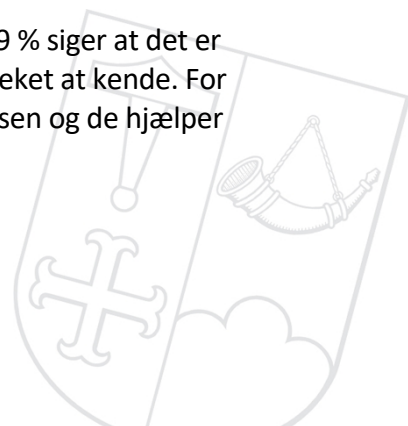 9 % siger at det er
eket at kende. For
sen og de hjælper